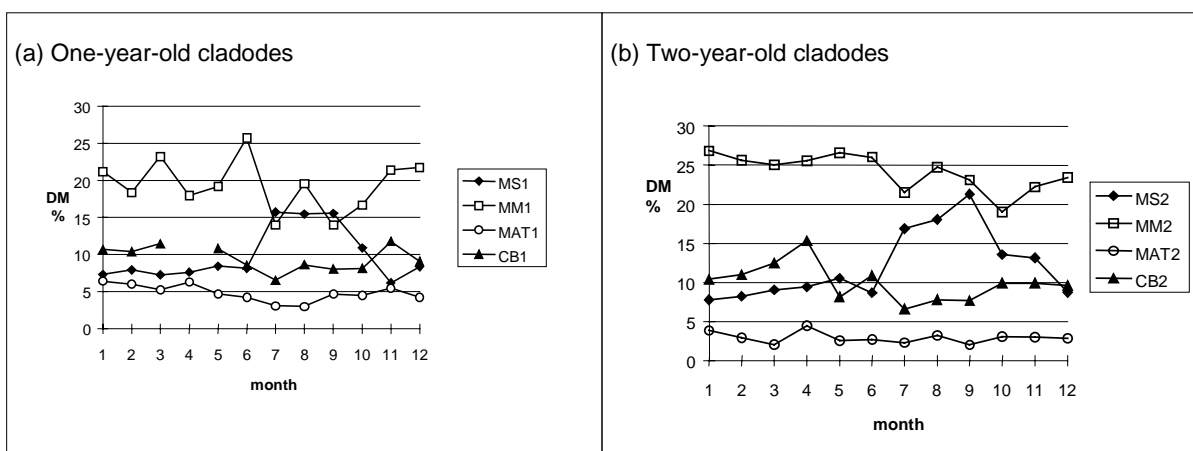 (a) One-year-old cladodes
30
25
20
15
10
5
0
DM
%
1 2 3 4 5 6 7 8 9 10 11 12
month
MS1
MM1
MAT1
CB1
(b) Two-year-old cladodes
30
25
20
15
10
5
0
DM
%
1 2 3 4 5 6 7 8 9 10 11 12
month
MS2
MM2
MAT2
CB2